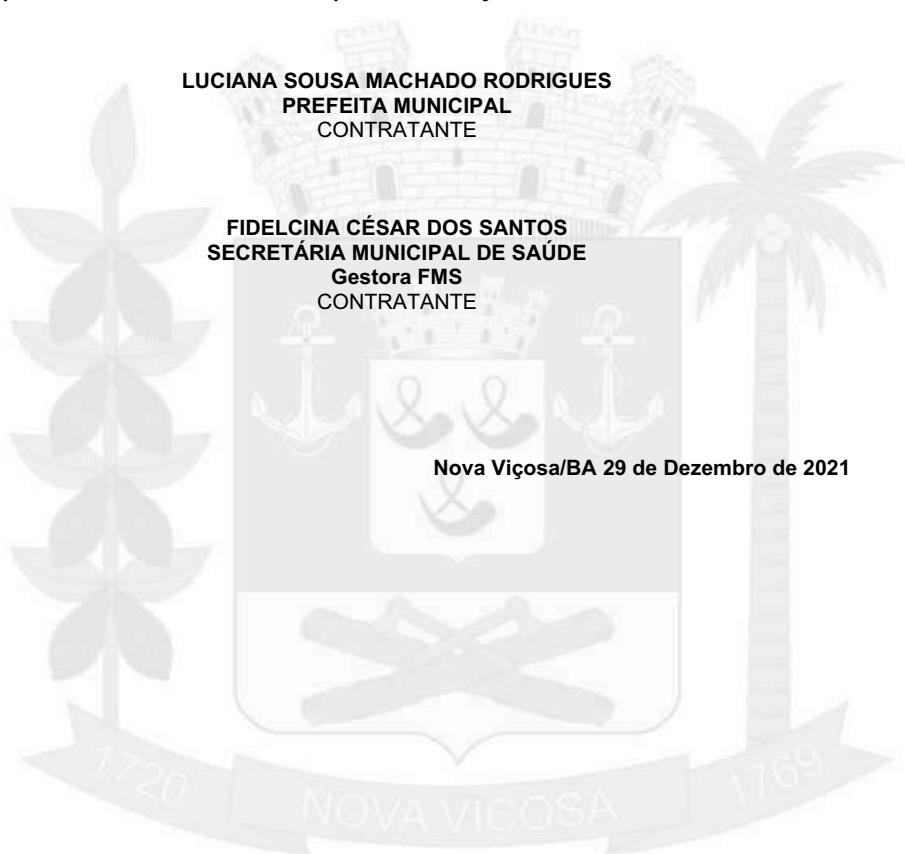 LUCIANA SOUSA MACHADO RODRIGUES
PREFEITA MUNICIPAL
CONTRATANTE
FIDELCINA CÉSAR DOS SANTOS
SECRETÁRIA MUNICIPAL DE SAÚDE
Gestora FMS
CONTRATANTE
Nova Viçosa/BA 29 de Dezembro de 2021
1720 NOVA VIÇOSA 1769